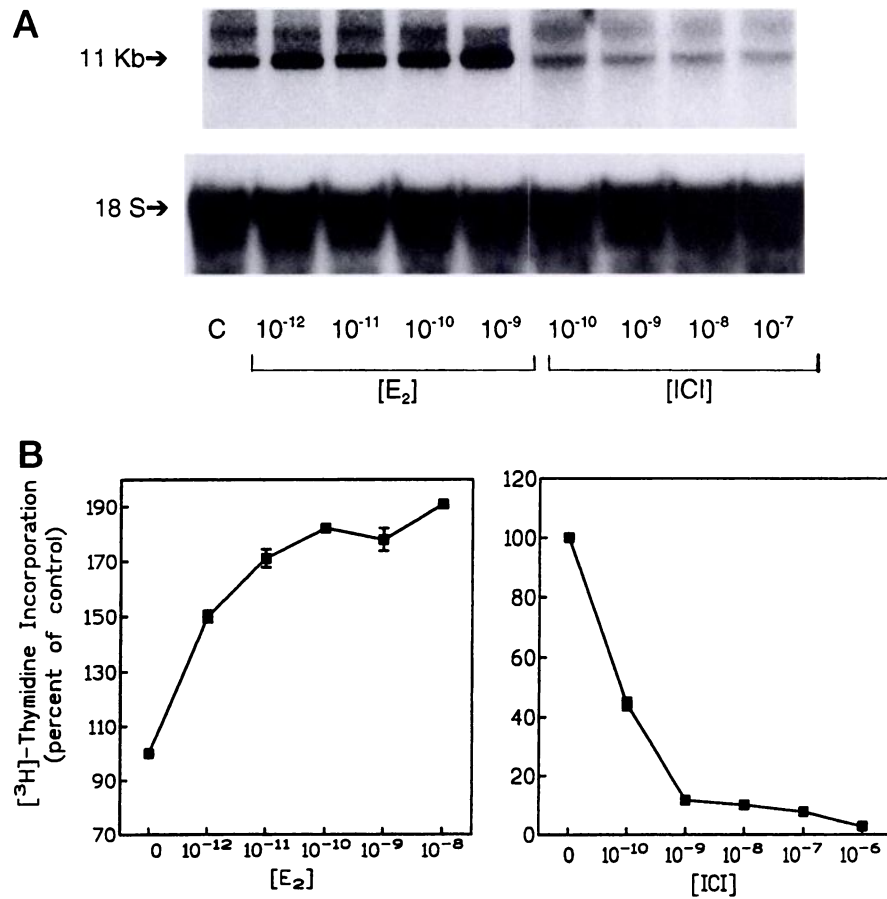 A
11 Kb→
18 S→
C 10⁻¹² 10⁻¹¹ 10⁻¹⁰ 10⁻⁹ 10⁻¹⁰ 10⁻⁹ 10⁻⁸ 10⁻⁷
[E₂] [ICI]
B
[³H]-Thymidine Incorporation
(percent of control)
190
170
150
130
110
90
70
0 10⁻¹² 10⁻¹¹ 10⁻¹⁰ 10⁻⁹ 10⁻⁸
[E₂]
120
100
80
60
40
20
0
0 10⁻¹⁰ 10⁻⁹ 10⁻⁸ 10⁻⁷ 10⁻⁶
[ICI]